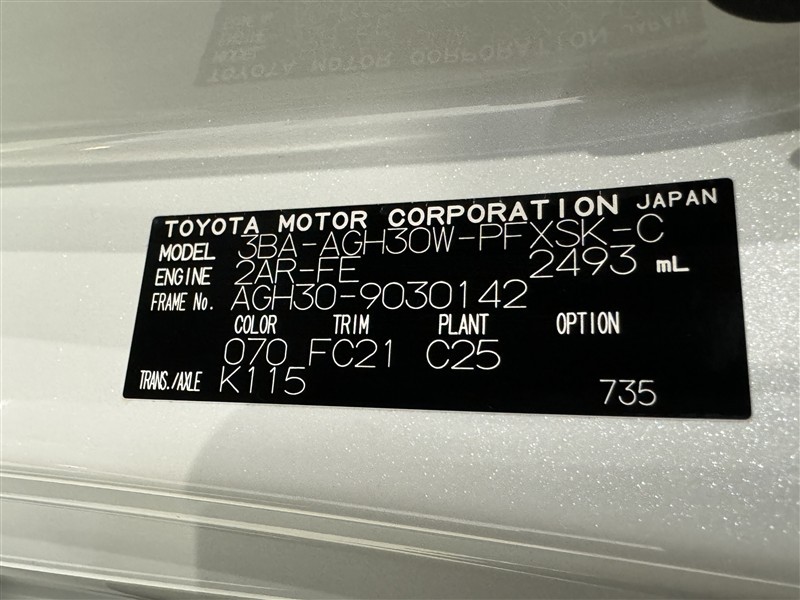 TOYOTA MOTOR CORPORATION JAPAN
MODEL 3BA-AGH30W-PFXSK-C
ENGINE 2AR-FE 2493 mL
FRAME No. AGH30-9030142
COLOR TRIM PLANT OPTION
070 FC21 C25
TRANS./AXLE K115 735